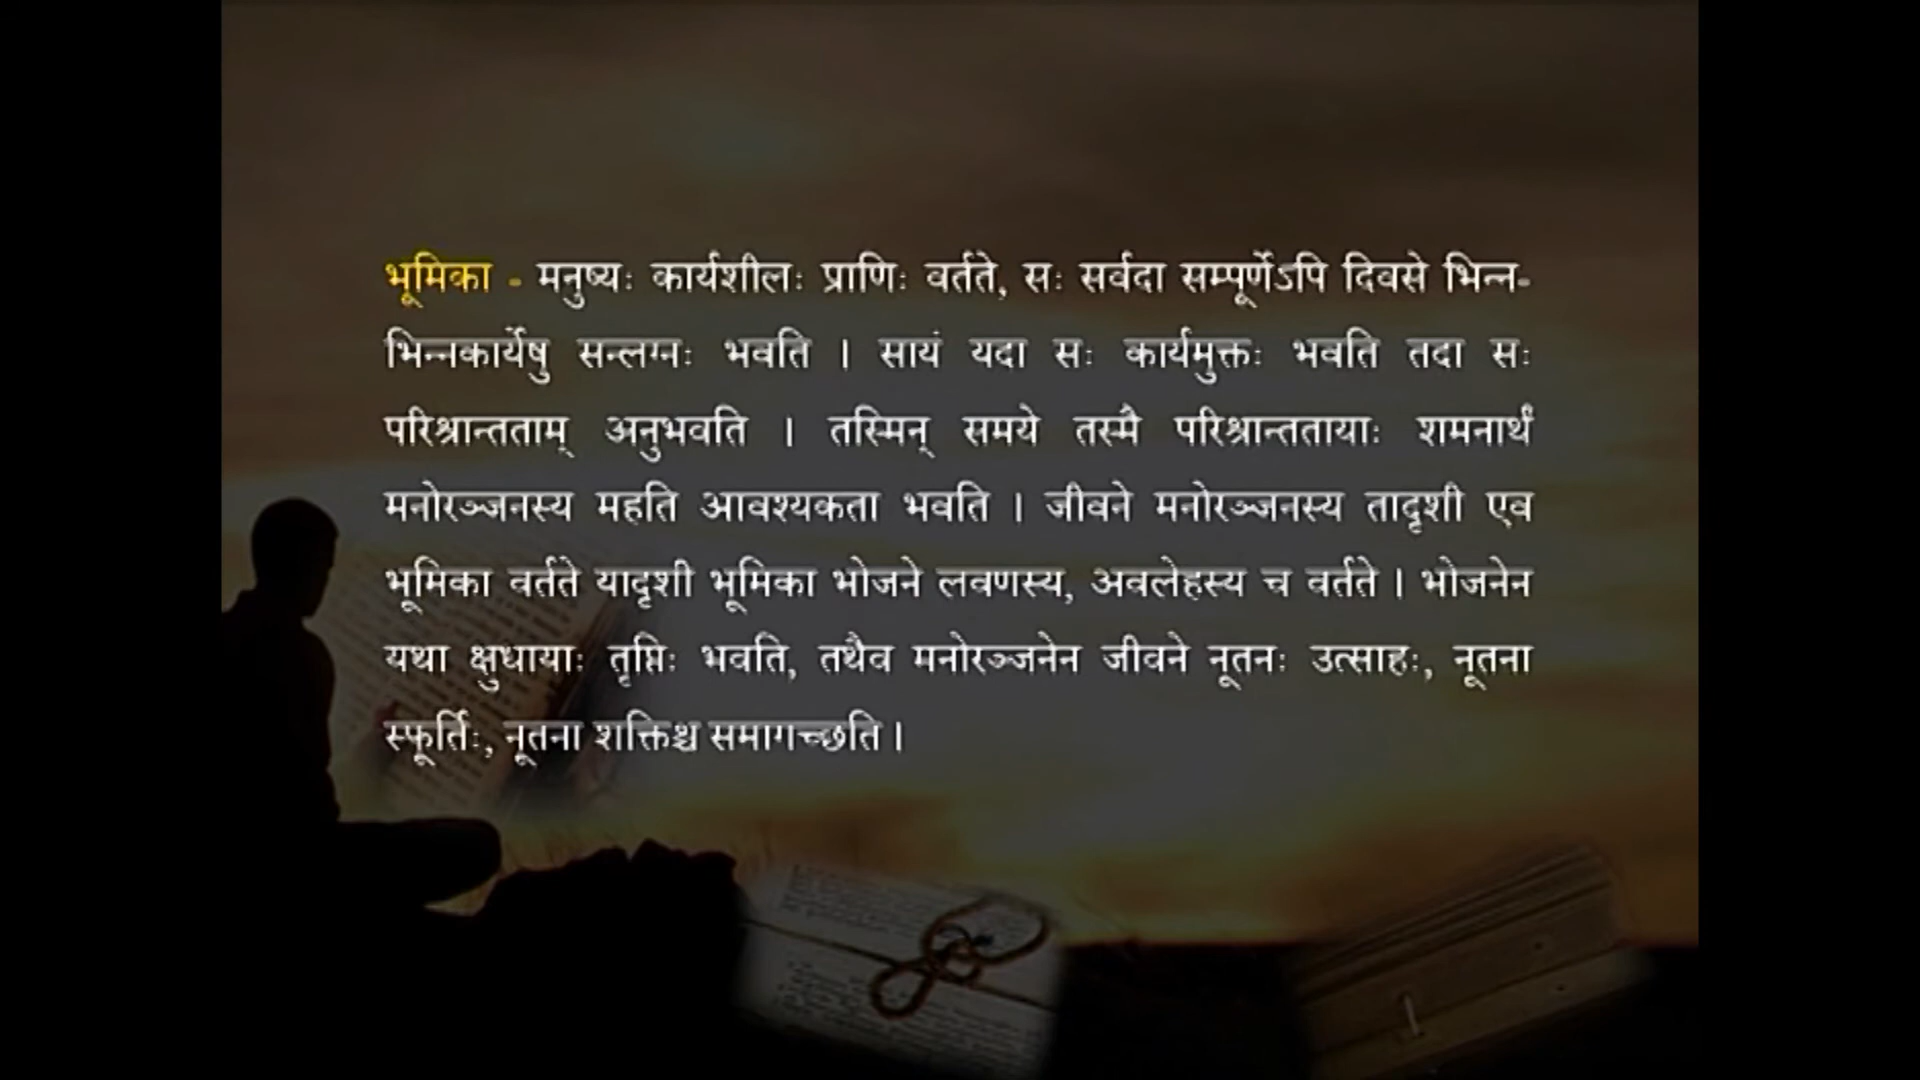 भूमिका - मनुष्यः कार्यशीलः प्राणिः वर्तते, सः सर्वदा सम्पूर्णेऽपि दिवसे भिन्न-
भिन्नकार्येषु सन्लग्नः भवति । सायं यदा सः कार्यमुक्तः भवति तदा सः
परिश्रान्तताम् अनुभवति । तस्मिन् समये तस्मै परिश्रान्ततायाः शमनार्थं
मनोरञ्जनस्य महति आवश्यकता भवति । जीवने मनोरञ्जनस्य तादृशी एव
भूमिका वर्तते यादृशी भूमिका भोजने लवणस्य, अवलेहस्य च वर्तते । भोजनेन
यथा क्षुधायाः तृप्तिः भवति, तथैव मनोरञ्जनेन जीवने नूतनः उत्साहः, नूतना
स्फूर्तिः, नूतना शक्तिश्च समागच्छति ।